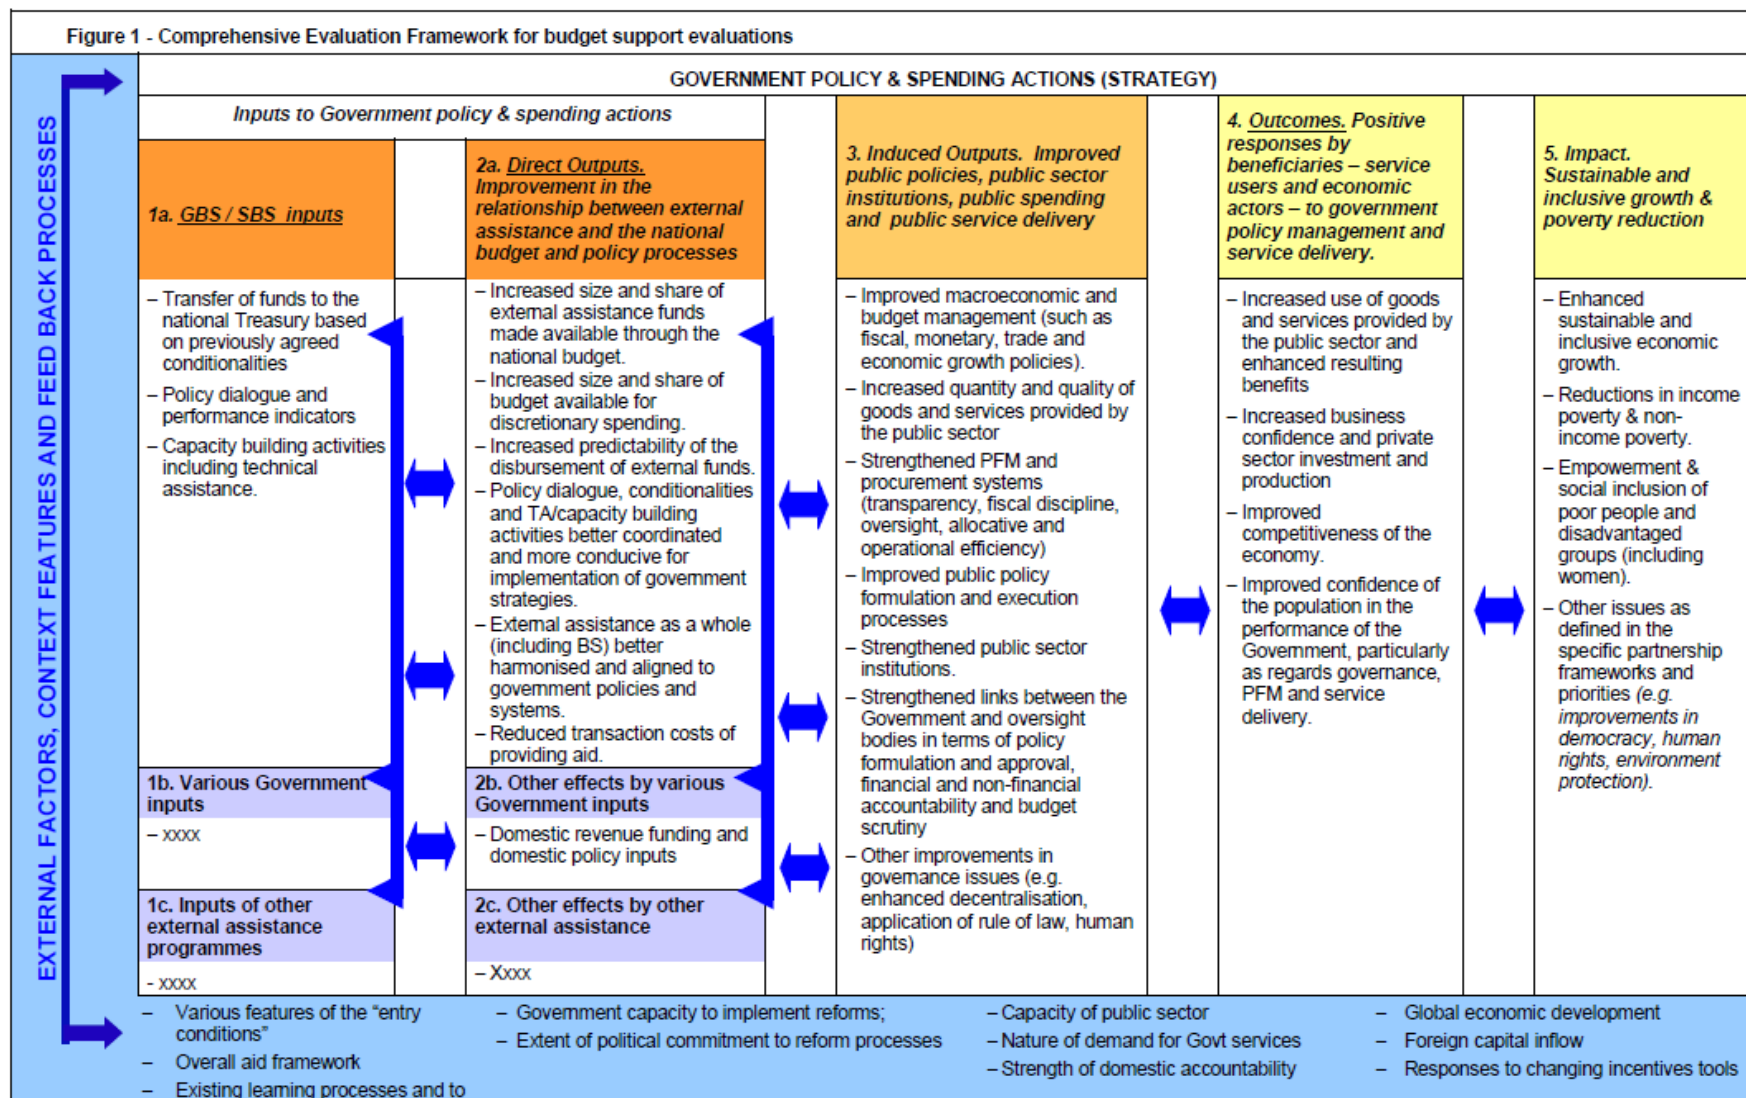 Figure 1 - Comprehensive Evaluation Framework for budget support evaluations
EXTERNAL FACTORS, CONTEXT FEATURES AND FEED BACK PROCESSES
GOVERNMENT POLICY & SPENDING ACTIONS (STRATEGY)
Inputs to Government policy & spending actions
1a. GBS / SBS inputs
– Transfer of funds to the
national Treasury based
on previously agreed
conditionalities
– Policy dialogue and
performance indicators
– Capacity building activities
including technical
assistance.
1b. Various Government
inputs
– xxxx
1c. Inputs of other
external assistance
programmes
- xxxx
2a. Direct Outputs.
Improvement in the
relationship between external
assistance and the national
budget and policy processes
– Increased size and share of
external assistance funds
made available through the
national budget.
– Increased size and share of
budget available for
discretionary spending.
– Increased predictability of the
disbursement of external funds.
– Policy dialogue, conditionalities
and TA/capacity building
activities better coordinated
and more conducive for
implementation of government
strategies.
– External assistance as a whole
(including BS) better
harmonised and aligned to
government policies and
systems.
– Reduced transaction costs of
providing aid.
2b. Other effects by various
Government inputs
– Domestic revenue funding and
domestic policy inputs
2c. Other effects by other
external assistance
– Xxxx
3. Induced Outputs. Improved
public policies, public sector
institutions, public spending
and public service delivery
– Improved macroeconomic and
budget management (such as
fiscal, monetary, trade and
economic growth policies).
– Increased quantity and quality of
goods and services provided by
the public sector
– Strengthened PFM and
procurement systems
(transparency, fiscal discipline,
oversight, allocative and
operational efficiency)
– Improved public policy
formulation and execution
processes
– Strengthened public sector
institutions.
– Strengthened links between the
Government and oversight
bodies in terms of policy
formulation and approval,
financial and non-financial
accountability and budget
scrutiny
– Other improvements in
governance issues (e.g.
enhanced decentralisation,
application of rule of law, human
rights)
4. Outcomes. Positive
responses by
beneficiaries – service
users and economic
actors – to government
policy management and
service delivery.
– Increased use of goods
and services provided by
the public sector and
enhanced resulting
benefits
– Increased business
confidence and private
sector investment and
production
– Improved
competitiveness of the
economy.
– Improved confidence of
the population in the
performance of the
Government, particularly
as regards governance,
PFM and service
delivery.
5. Impact.
Sustainable and
inclusive growth &
poverty reduction
– Enhanced
sustainable and
inclusive economic
growth.
– Reductions in income
poverty & non-
income poverty.
– Empowerment &
social inclusion of
poor people and
disadvantaged
groups (including
women).
– Other issues as
defined in the
specific partnership
frameworks and
priorities (e.g.
improvements in
democracy, human
rights, environment
protection).
– Various features of the “entry
conditions”
– Overall aid framework
– Existing learning processes and to
– Government capacity to implement reforms;
– Extent of political commitment to reform processes
– Capacity of public sector
– Nature of demand for Govt services
– Strength of domestic accountability
– Global economic development
– Foreign capital inflow
– Responses to changing incentives tools